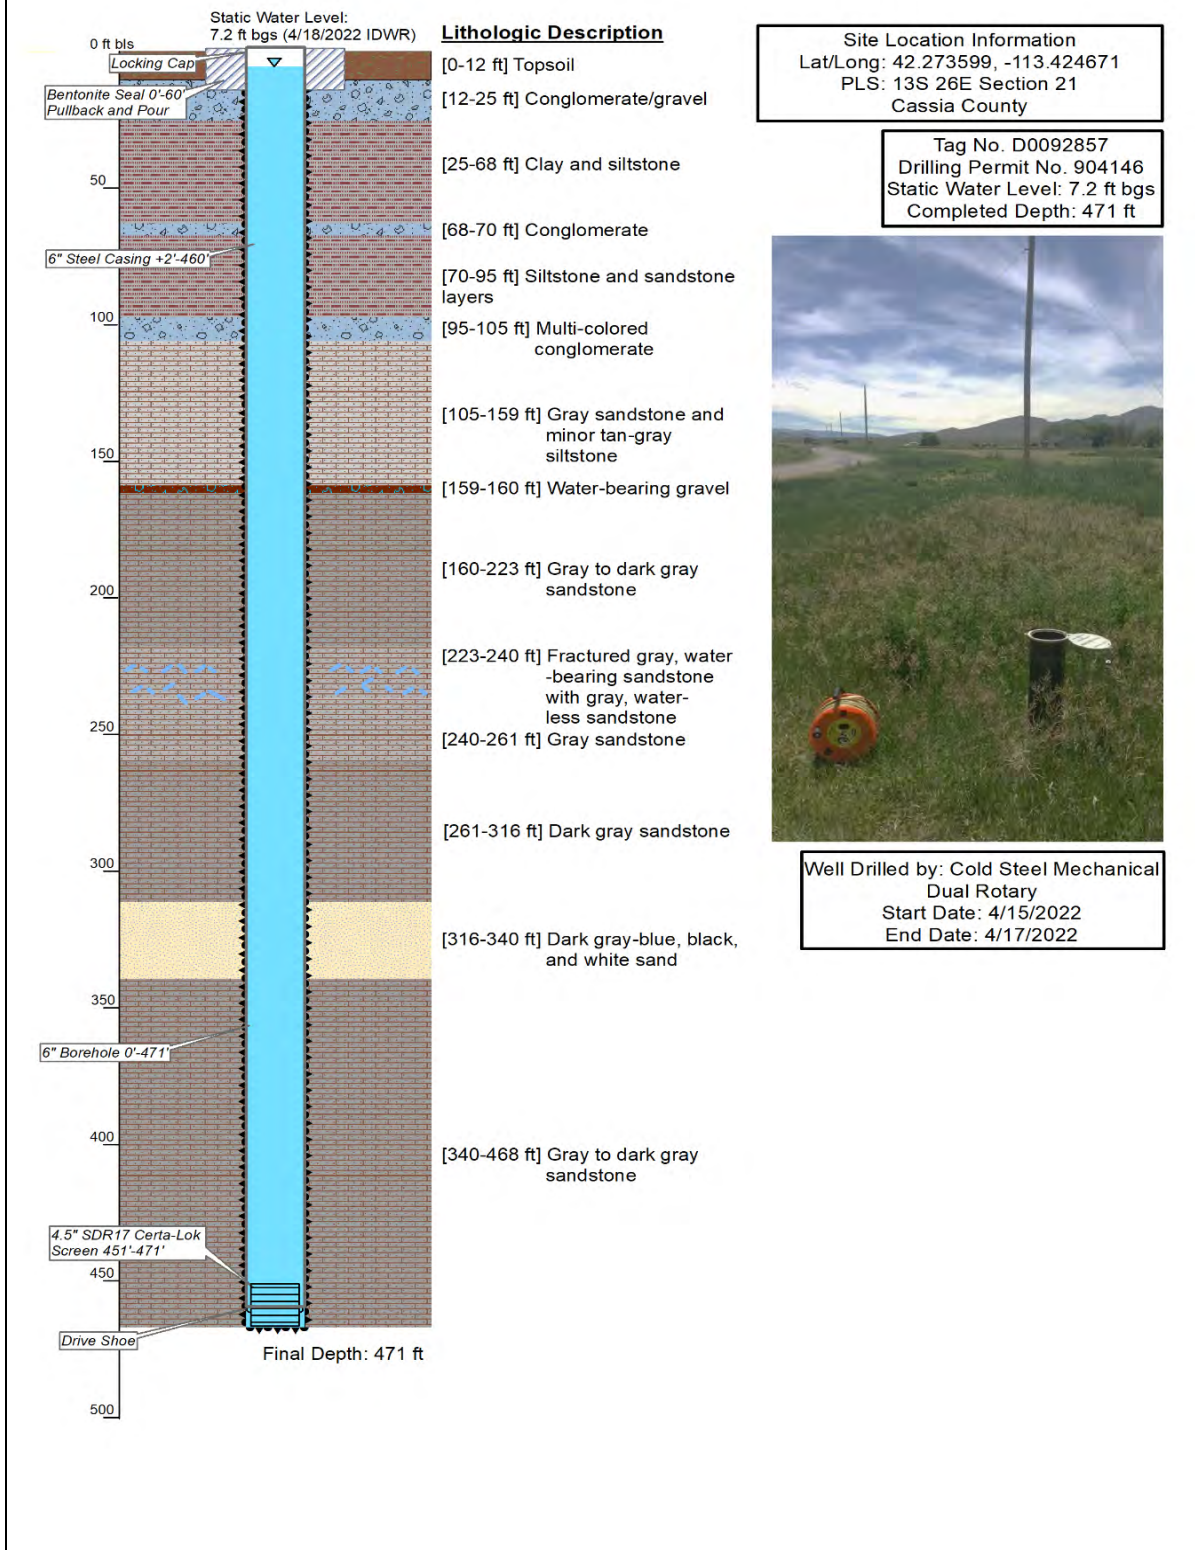 Static Water Level:
7.2 ft bgs (4/18/2022 IDWR)
0 ft bls
Locking Cap
Bentonite Seal 0'-60'
Pullback and Pour
50
6" Steel Casing +2'-460'
100
150
200
250
300
350
6" Borehole 0'-471'
400
4.5" SDR17 Certa-Lok
Screen 451'-471'
450
Drive Shoe
Final Depth: 471 ft
500
Lithologic Description
[0-12 ft] Topsoil
[12-25 ft] Conglomerate/gravel
[25-68 ft] Clay and siltstone
[68-70 ft] Conglomerate
[70-95 ft] Siltstone and sandstone
layers
[95-105 ft] Multi-colored
conglomerate
[105-159 ft] Gray sandstone and
minor tan-gray
siltstone
[159-160 ft] Water-bearing gravel
[160-223 ft] Gray to dark gray
sandstone
[223-240 ft] Fractured gray, water
-bearing sandstone
with gray, water-
less sandstone
[240-261 ft] Gray sandstone
[261-316 ft] Dark gray sandstone
[316-340 ft] Dark gray-blue, black,
and white sand
[340-468 ft] Gray to dark gray
sandstone
Site Location Information
Lat/Long: 42.273599, -113.424671
PLS: 13S 26E Section 21
Cassia County
Tag No. D0092857
Drilling Permit No. 904146
Static Water Level: 7.2 ft bgs
Completed Depth: 471 ft
Well Drilled by: Cold Steel Mechanical
Dual Rotary
Start Date: 4/15/2022
End Date: 4/17/2022